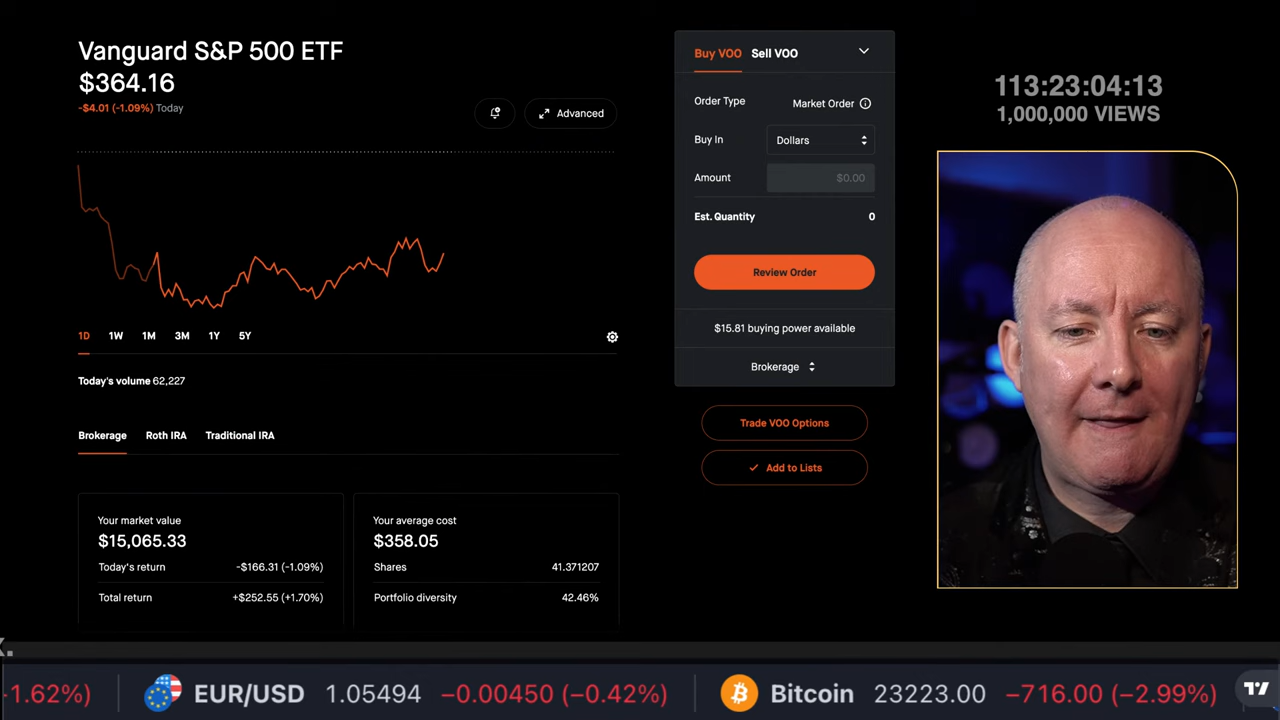 Vanguard S&P 500 ETF
$364.16
-$4.01 (-1.09%) Today
Advanced
1D 1W 1M 3M 1Y 5Y
Today's volume 62,227
Brokerage Roth IRA Traditional IRA
Your market value
$15,065.33
Today's return -$166.31 (-1.09%)
Total return +$252.55 (+1.70%)
Your average cost
$358.05
Shares 41.371207
Portfolio diversity 42.46%
Buy VOO Sell VOO
Order Type Market Order
Buy In Dollars
Amount $0.00
Est. Quantity 0
Review Order
$15.81 buying power available
Brokerage
Trade VOO Options
Add to Lists
113:23:04:13
1,000,000 VIEWS
-1.62%) EUR/USD 1.05494 −0.00450 (−0.42%) Bitcoin 23223.00 −716.00 (−2.99%)